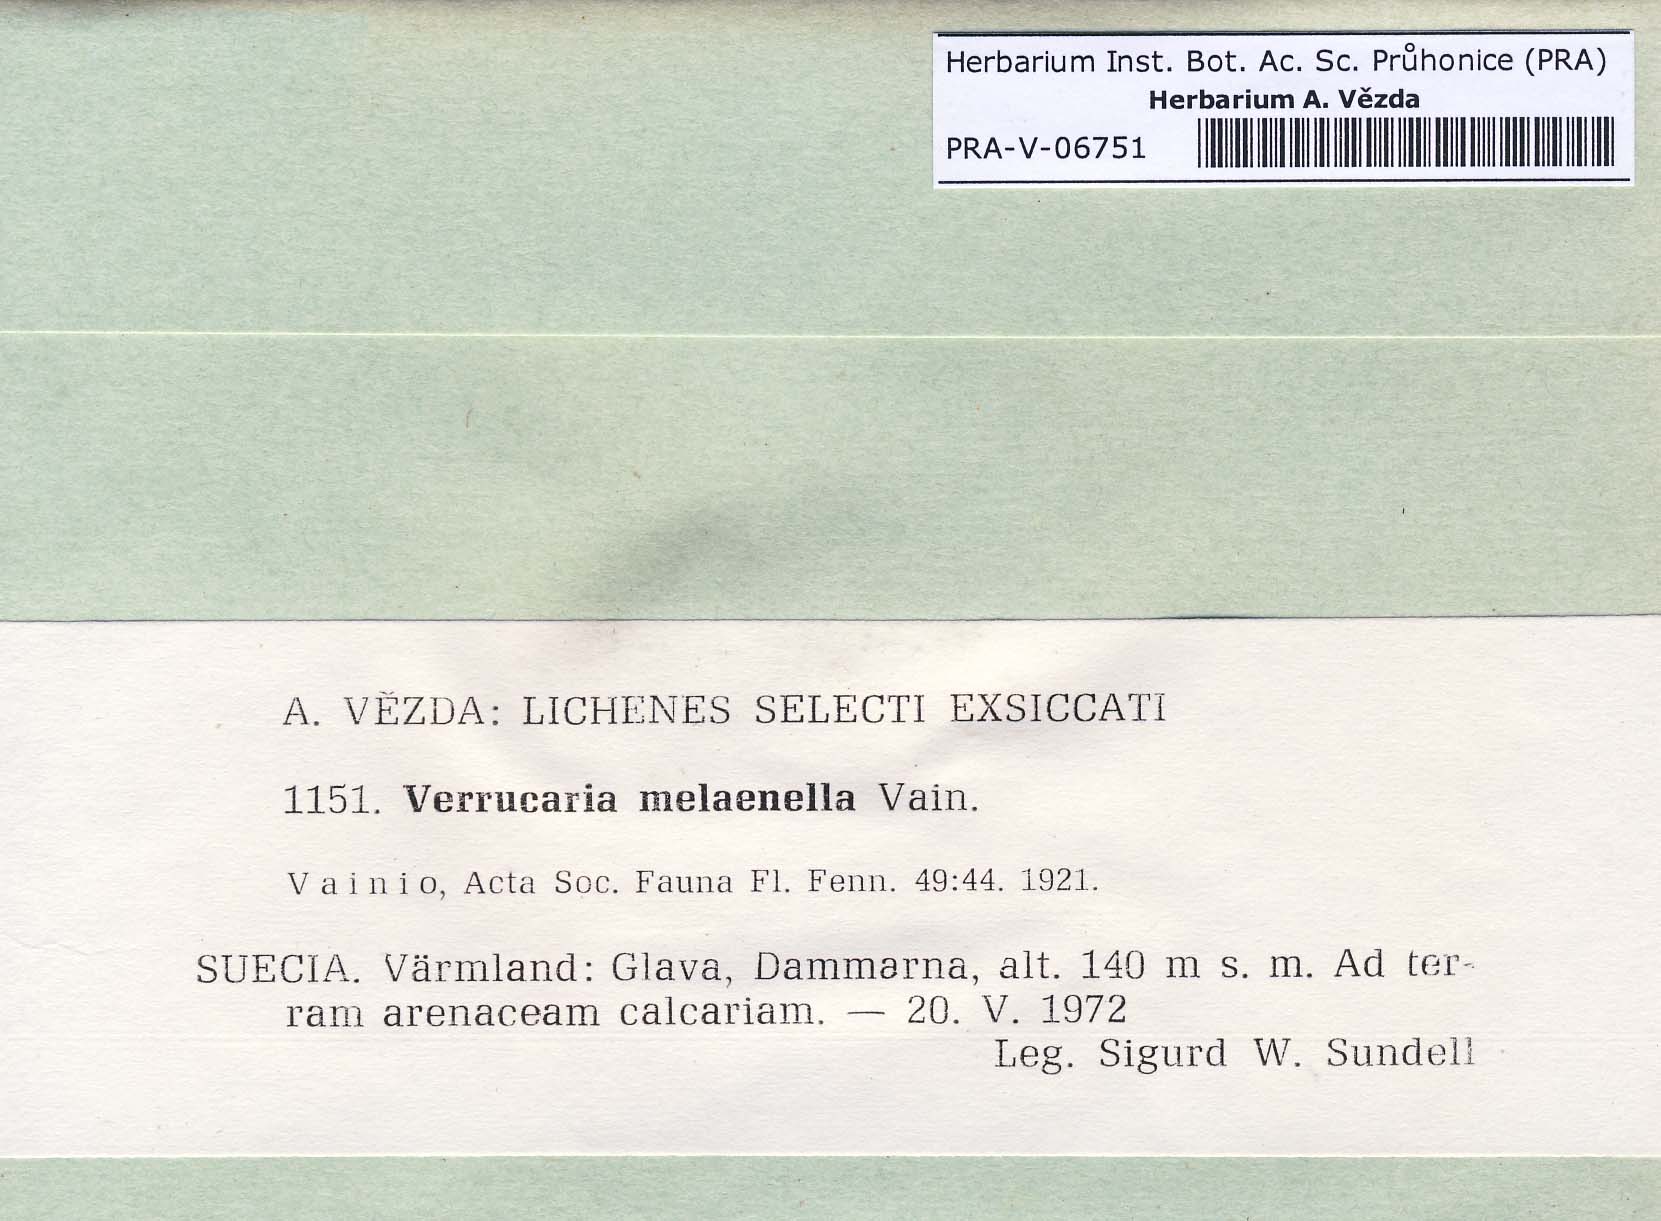 Herbarium Inst. Bot. Ac. Sc. Průhonice (PRA)
Herbarium A. Vězda
PRA-V-06751
A. VĚZDA: LICHENES SELECTI EXSICCATI
1151. Verrucaria melaenella Vain.
Vainio, Acta Soc. Fauna Fl. Fenn. 49:44. 1921.
SUECIA. Värmland: Glava, Dammarna, alt. 140 m s. m. Ad ter-
ram arenaceam calcariam. — 20. V. 1972
Leg. Sigurd W. Sundell